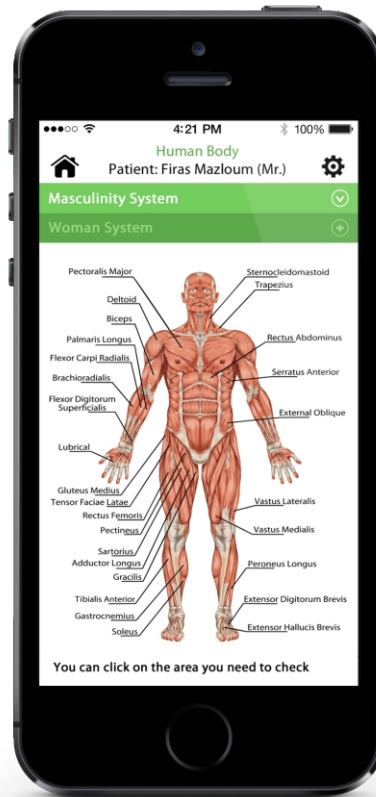 4:21 PM
100%
Human Body
Patient: Firas Mazloum (Mr.)
Masculinity System
Woman System
Pectoralis Major
Deltoid
Biceps
Palmaris Longus
Flexor Carpi Radialis
Brachioradialis
Flexor Digitorum
Superficialis
Lubrical
Gluteus Medius
Tensor Faciae Latae
Rectus Femoris
Pectineus
Sartorius
Adductor Longus
Gracilis
Tibialis Anterior
Gastrocnemius
Soleus
Sternocleidomastoid
Trapezius
Rectus Abdominus
Serratus Anterior
External Oblique
Vastus Lateralis
Vastus Medialis
Peroneus Longus
Extensor Digitorum Brevis
Extensor Hallucis Brevis
You can click on the area you need to check